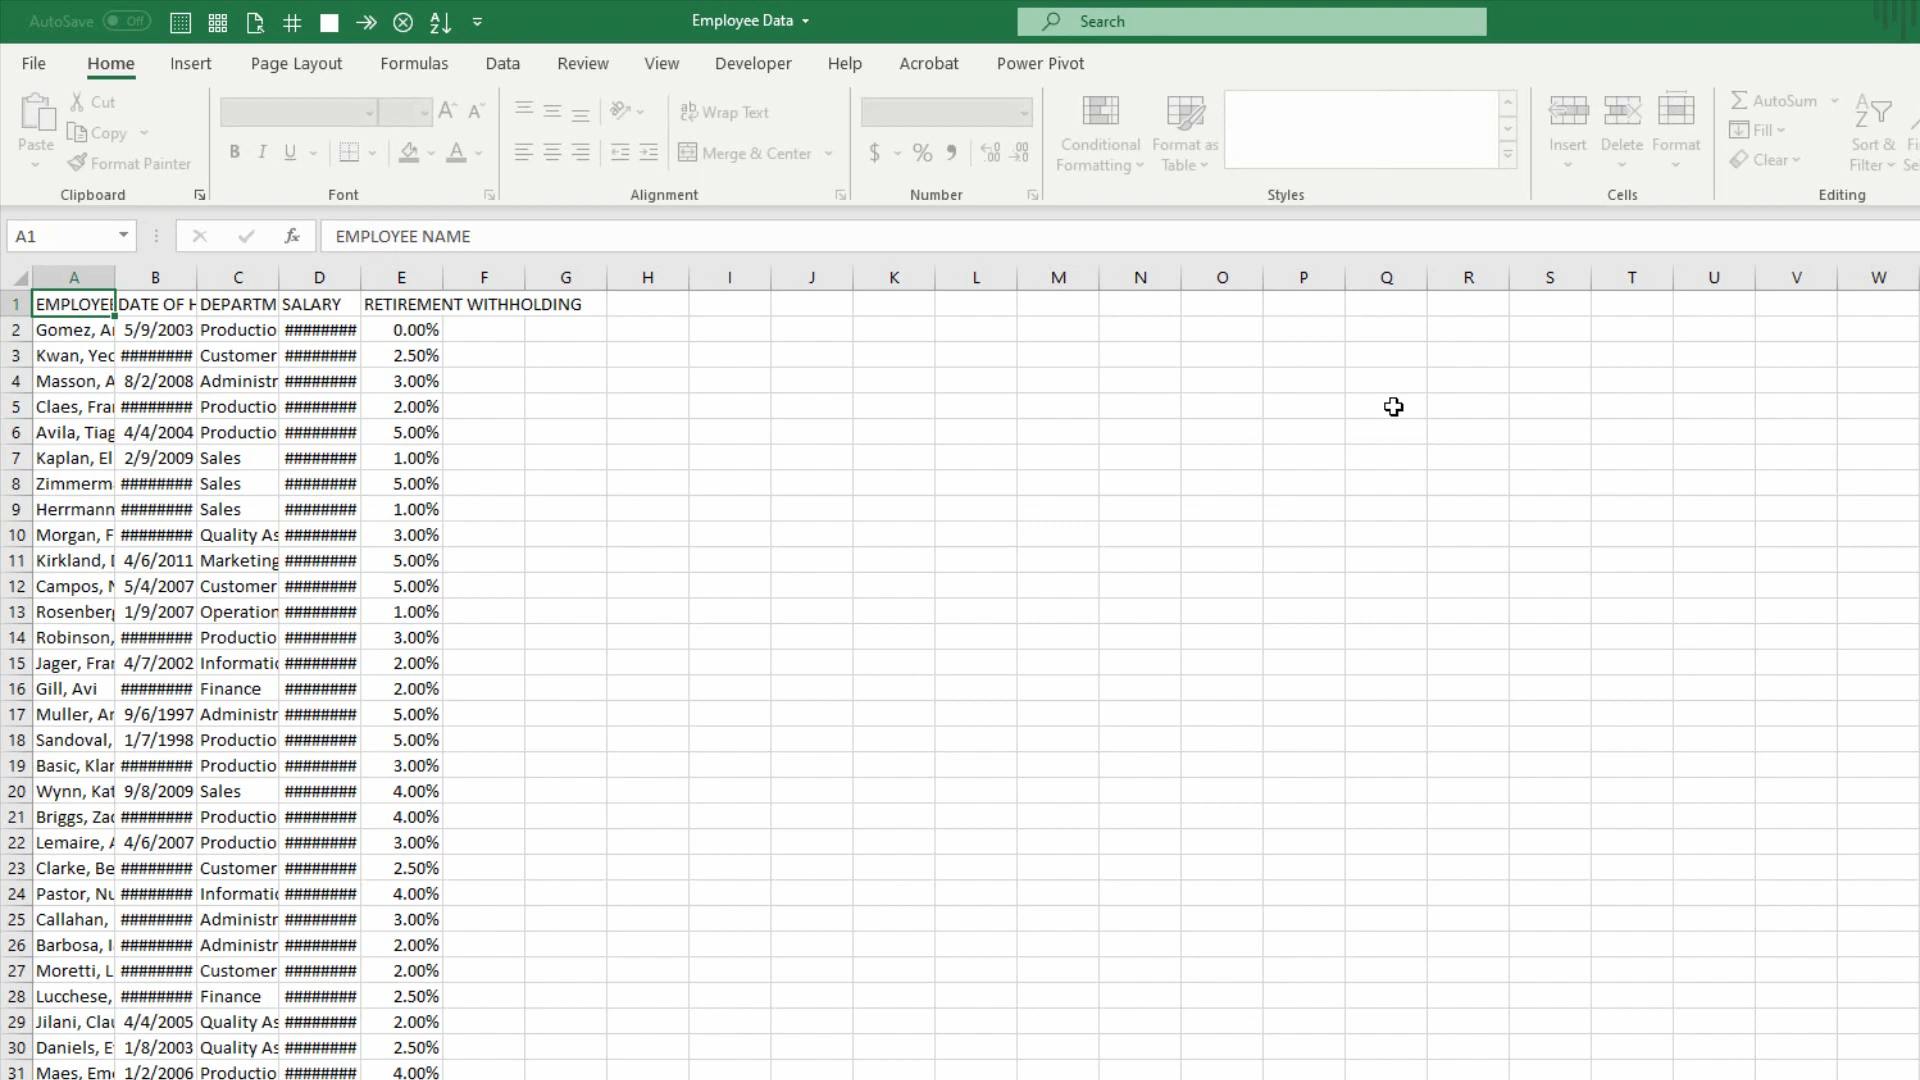 AutoSave Off Employee Data Search
File Home Insert Page Layout Formulas Data Review View Developer Help Acrobat Power Pivot
Paste Cut Copy Format Painter
B I U
ab Wrap Text
Merge & Center
$ % 9
Conditional Formatting Format as Table
Insert Delete Format
AutoSum Fill Clear
Sort & Filter
Clipboard Font Alignment Number Styles Cells Editing
A1 fx EMPLOYEE NAME
A B C D E F G H I J K L M N O P Q R S T U V W
1 EMPLOYEE DATE OF H DEPARTM SALARY RETIREMENT WITHHOLDING
2 Gomez, A 5/9/2003 Productio ######## 0.00%
3 Kwan, Yeo ######## Customer ######## 2.50%
4 Masson, A 8/2/2008 Administr ######## 3.00%
5 Claes, Fra ######## Productio ######## 2.00%
6 Avila, Tiag 4/4/2004 Productio ######## 5.00%
7 Kaplan, El 2/9/2009 Sales ######## 1.00%
8 Zimmerm ######## Sales ######## 5.00%
9 Herrmann ######## Sales ######## 1.00%
10 Morgan, F ######## Quality As ######## 3.00%
11 Kirkland, 4/6/2011 Marketing ######## 5.00%
12 Campos, N 5/4/2007 Customer ######## 5.00%
13 Rosenberg 1/9/2007 Operation ######## 1.00%
14 Robinson, ######## Productio ######## 3.00%
15 Jager, Fra 4/7/2002 Informatio ######## 2.00%
16 Gill, Avi ######## Finance ######## 2.00%
17 Muller, A 9/6/1997 Administr ######## 5.00%
18 Sandoval, 1/7/1998 Productio ######## 5.00%
19 Basic, Klar ######## Productio ######## 3.00%
20 Wynn, Kat 9/8/2009 Sales ######## 4.00%
21 Briggs, Zac ######## Productio ######## 4.00%
22 Lemaire, A 4/6/2007 Productio ######## 3.00%
23 Clarke, Be ######## Customer ######## 2.50%
24 Pastor, Nu ######## Informatio ######## 4.00%
25 Callahan, ######## Administr ######## 3.00%
26 Barbosa, I ######## Administr ######## 2.00%
27 Moretti, L ######## Customer ######## 2.00%
28 Lucchese, ######## Finance ######## 2.50%
29 Jilani, Clau 4/4/2005 Quality As ######## 2.00%
30 Daniels, E 1/8/2003 Quality As ######## 2.50%
31 Maes, Em 1/2/2006 Productio ######## 4.00%